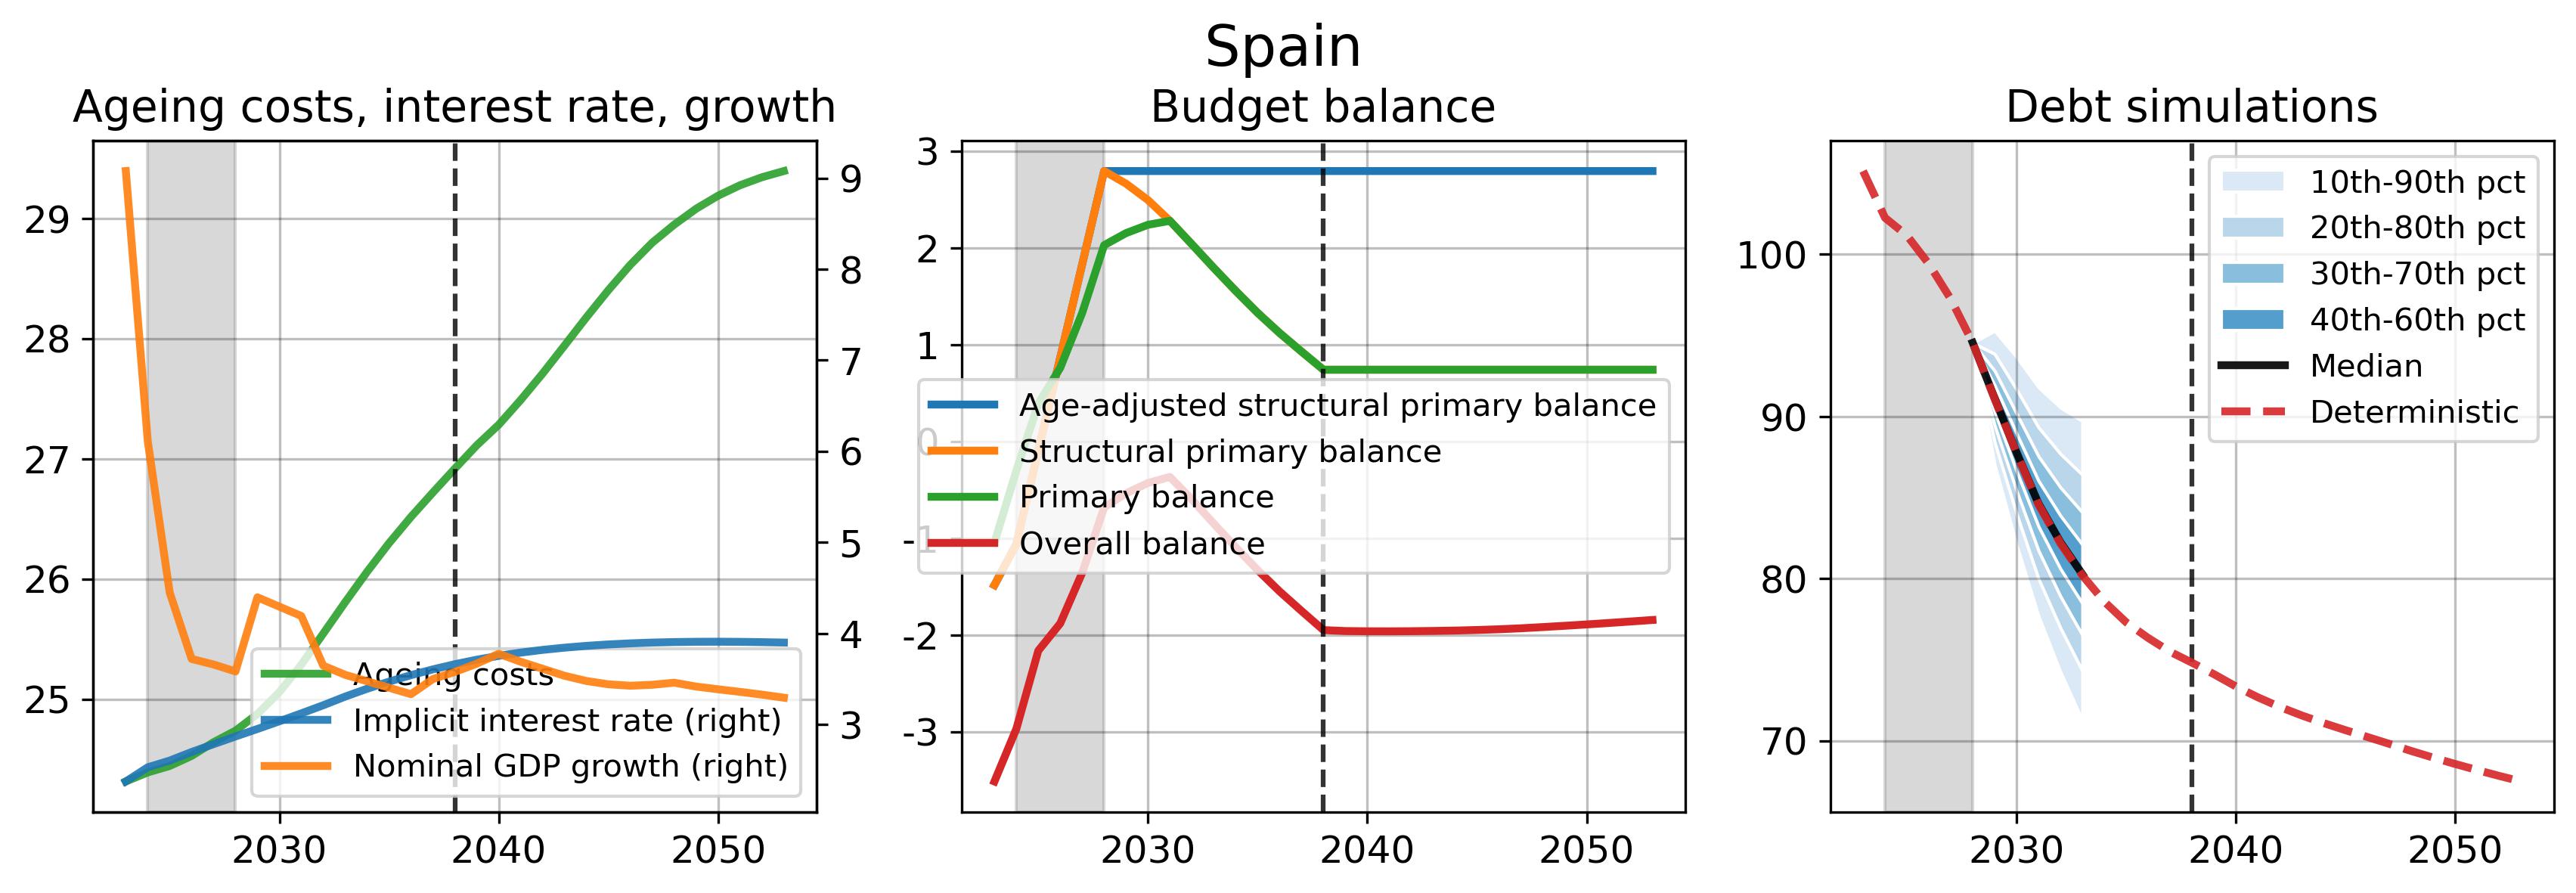 Spain
Ageing costs, interest rate, growth
29
28
27
26
25
9
8
7
6
5
4
3
2030 2040 2050
Ageing costs
Implicit interest rate (right)
Nominal GDP growth (right)
Budget balance
3
2
1
0
-1
-2
-3
2030 2040 2050
Age-adjusted structural primary balance
Structural primary balance
Primary balance
Overall balance
Debt simulations
100
90
80
70
2030 2040 2050
10th-90th pct
20th-80th pct
30th-70th pct
40th-60th pct
Median
Deterministic